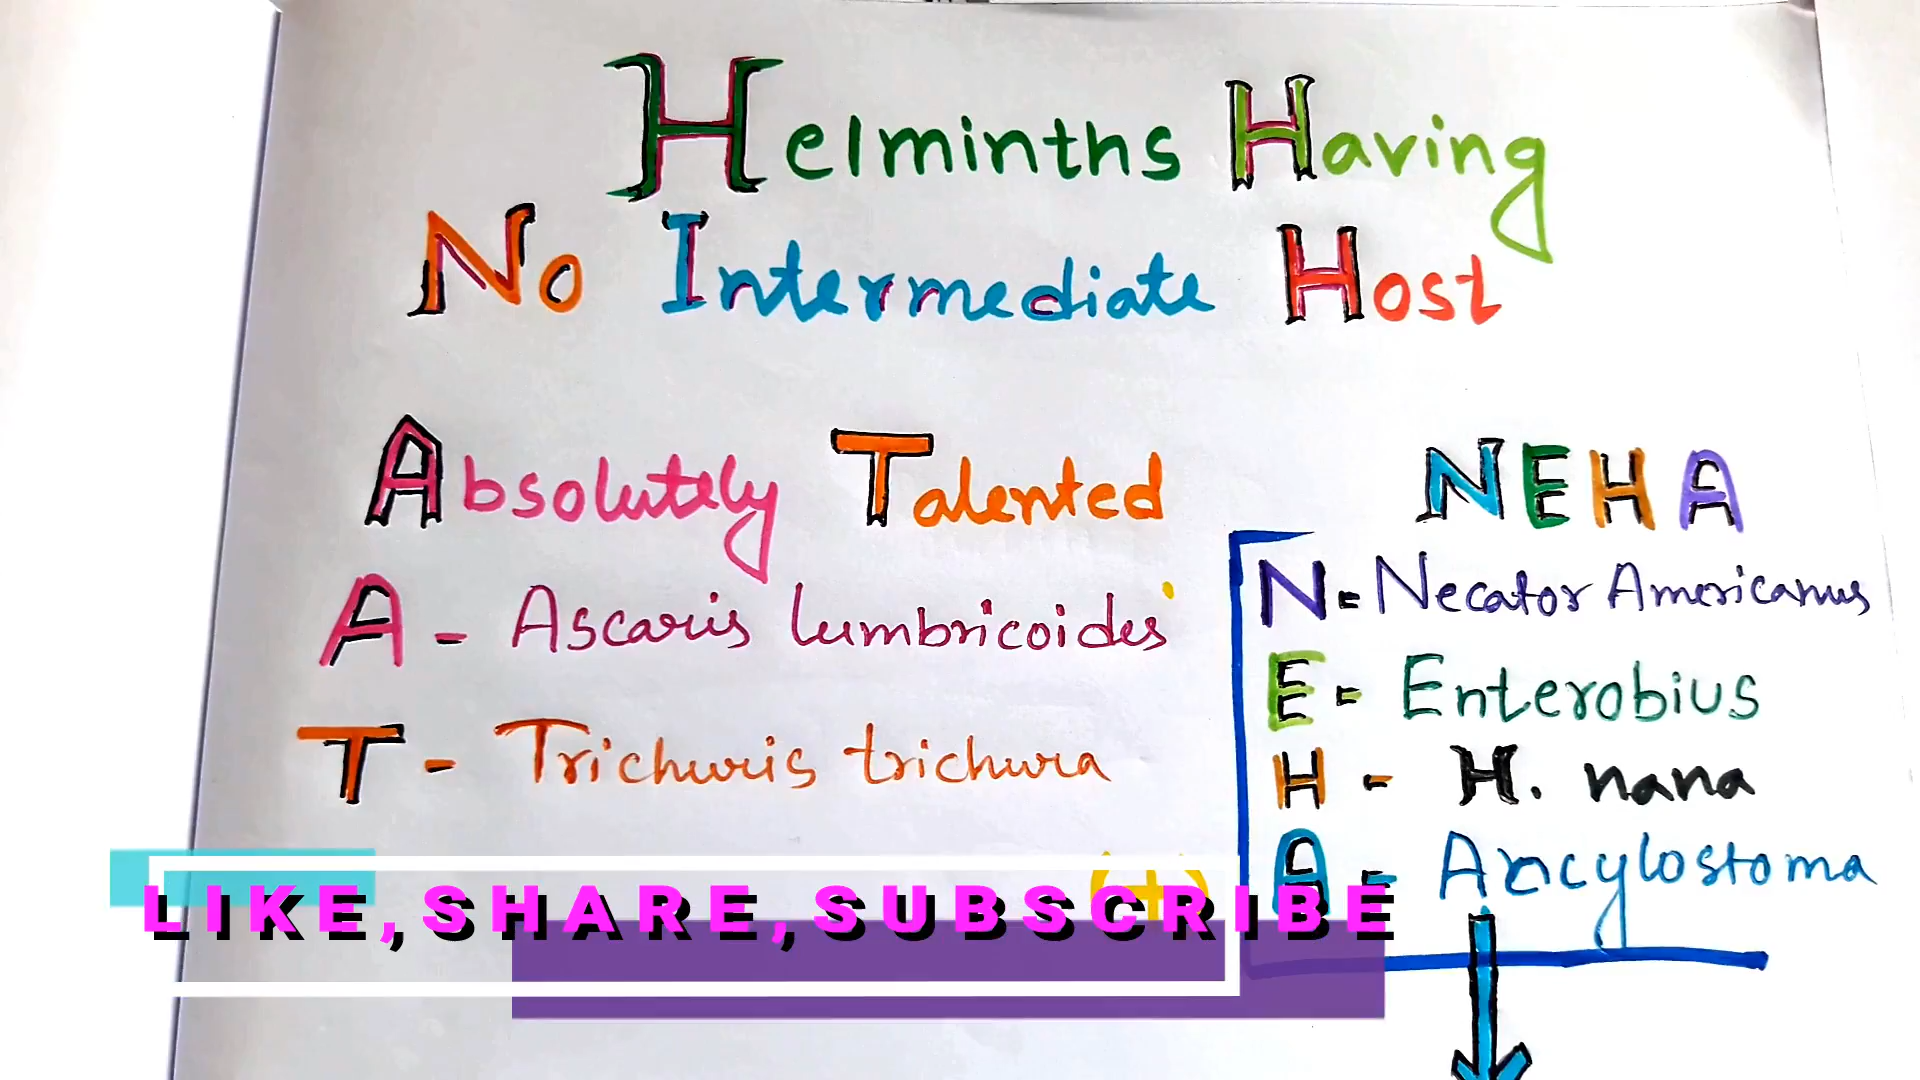 Helminths Having
No Intermediate Host
Absolutely Talented
A - Ascaris lumbricoides
T - Trichuris trichura
NEHA
N = Necator Americanus
E = Enterobius
H - H. nana
A = Ancylostoma
(+)
LIKE,SHARE,SUBSCRIBE